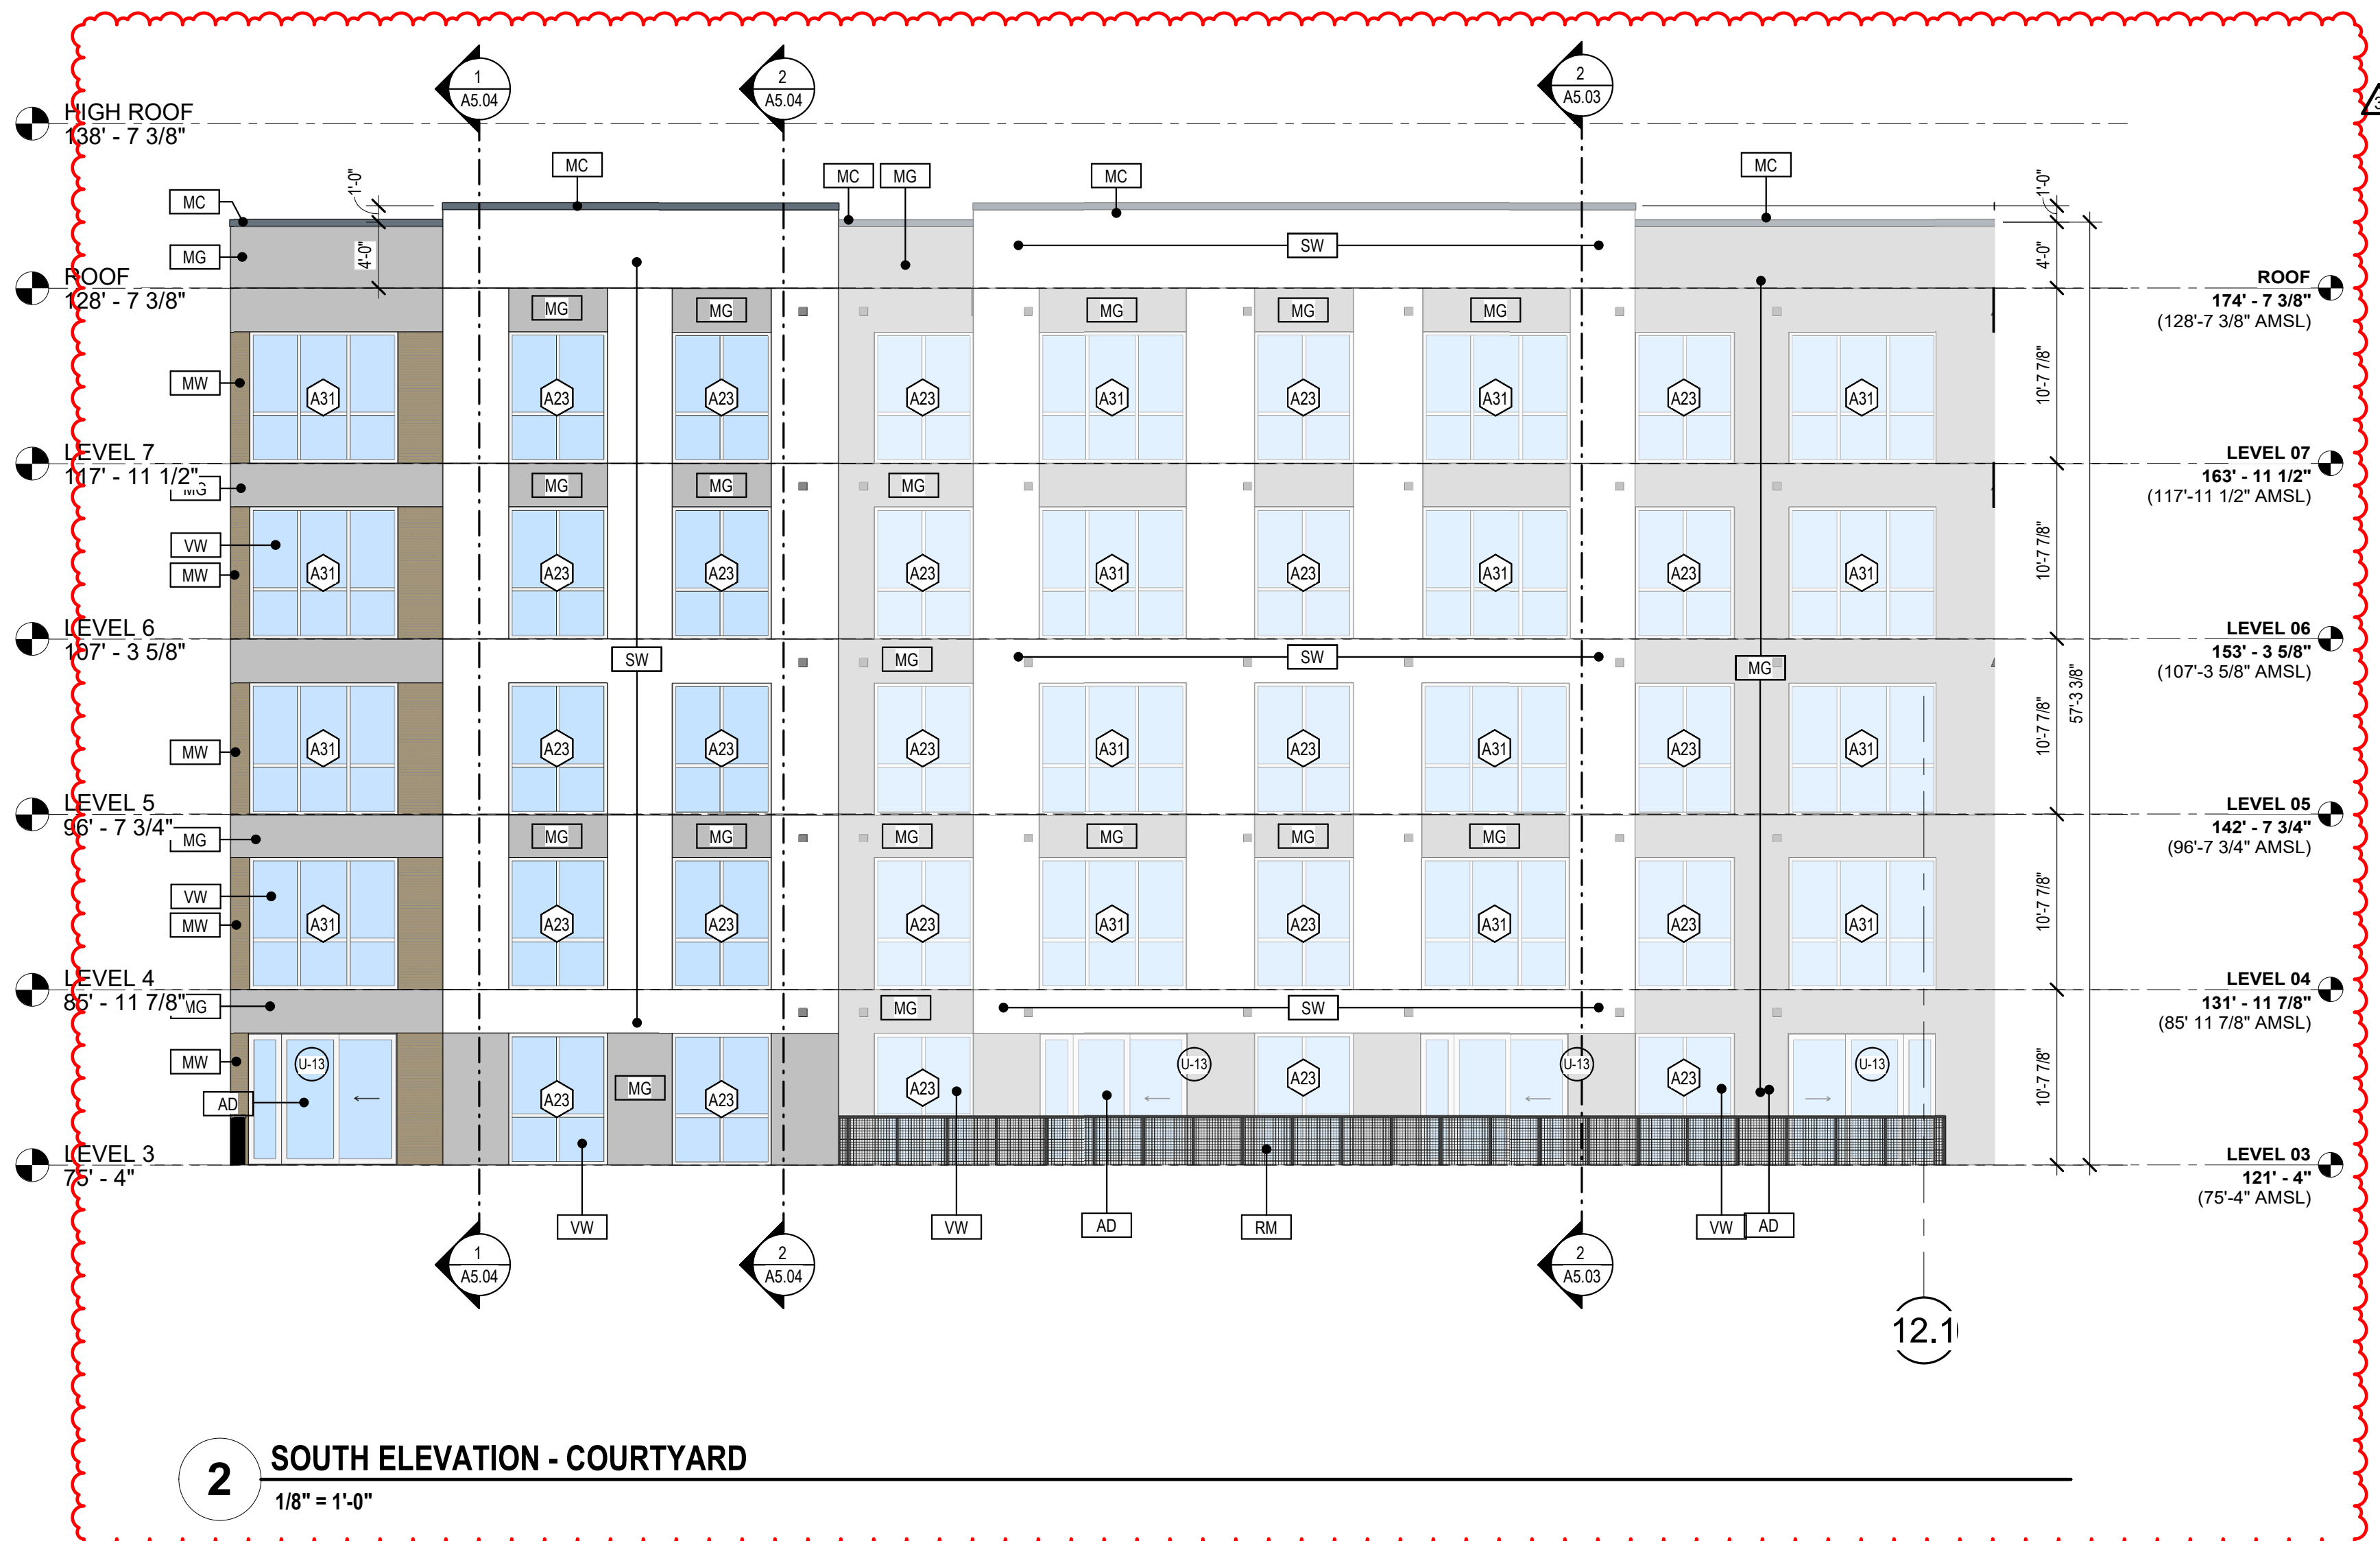 1
A5.04
2
A5.04
2
A5.03
3
HIGH ROOF
138' - 7 3/8"
MC
MC
MG
MC
MC
MC
1'-0"
1'-0"
SW
MG
4'-0"
4'-0"
ROOF
128' - 7 3/8"
ROOF
174' - 7 3/8"
(128'-7 3/8" AMSL)
MG
MG
MG
MG
MG
MW
A31
A23
A23
A23
A31
A23
A31
A23
A31
10'-7 7/8"
LEVEL 7
117' - 11 1/2"
LEVEL 07
163' - 11 1/2"
(117'-11 1/2" AMSL)
MG
MG
MG
MG
VW
MW
A31
A23
A23
A23
A31
A23
A31
A23
A31
10'-7 7/8"
LEVEL 6
107' - 3 5/8"
LEVEL 06
153' - 3 5/8"
(107'-3 5/8" AMSL)
SW
MG
SW
MG
57'-3 3/8"
MW
A31
A23
A23
A23
A31
A23
A31
A23
A31
10'-7 7/8"
LEVEL 5
96' - 7 3/4"
LEVEL 05
142' - 7 3/4"
(96'-7 3/4" AMSL)
MG
MG
MG
MG
MG
MG
MG
VW
MW
A31
A23
A23
A23
A31
A23
A31
A23
A31
10'-7 7/8"
LEVEL 4
85' - 11 7/8"
LEVEL 04
131' - 11 7/8"
(85' 11 7/8" AMSL)
MG
MG
SW
MW
U-13
U-13
U-13
U-13
AD
A23
MG
A23
A23
A23
A23
10'-7 7/8"
LEVEL 3
75' - 4"
LEVEL 03
121' - 4"
(75'-4" AMSL)
VW
VW
AD
RM
VW
AD
1
A5.04
2
A5.04
2
A5.03
12.1
2
SOUTH ELEVATION - COURTYARD
1/8" = 1'-0"